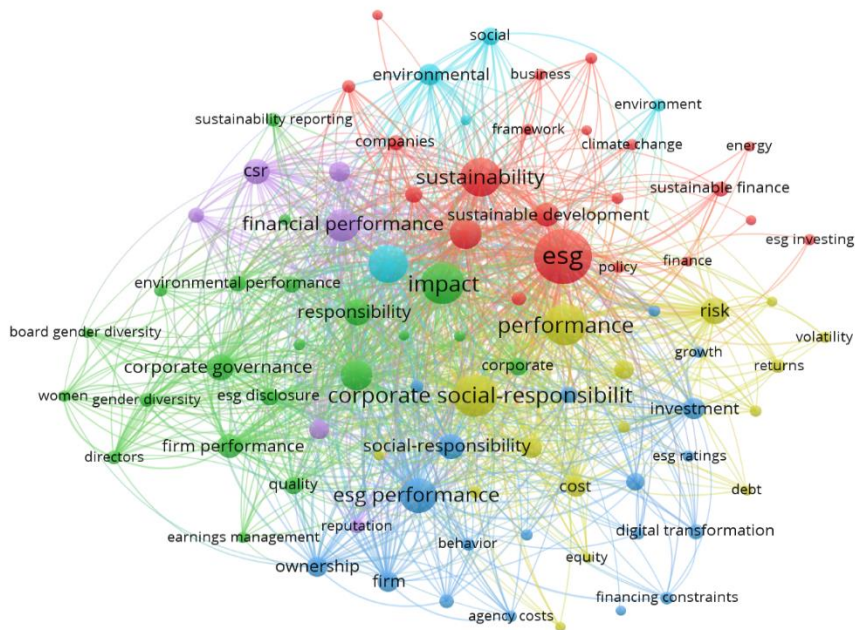 social
environmental
business
sustainability reporting
environment
framework
companies
climate change
energy
csr
sustainability
sustainable finance
financial performance
sustainable development
esg investing
esg
policy
finance
environmental performance
impact
responsibility
risk
board gender diversity
performance
volatility
growth
corporate governance
corporate
returns
women
gender diversity
esg disclosure
corporate social-responsibilit
investment
firm performance
social-responsibility
directors
esg ratings
quality
esg performance
cost
debt
reputation
digital transformation
earnings management
behavior
equity
ownership
firm
agency costs
financing constraints